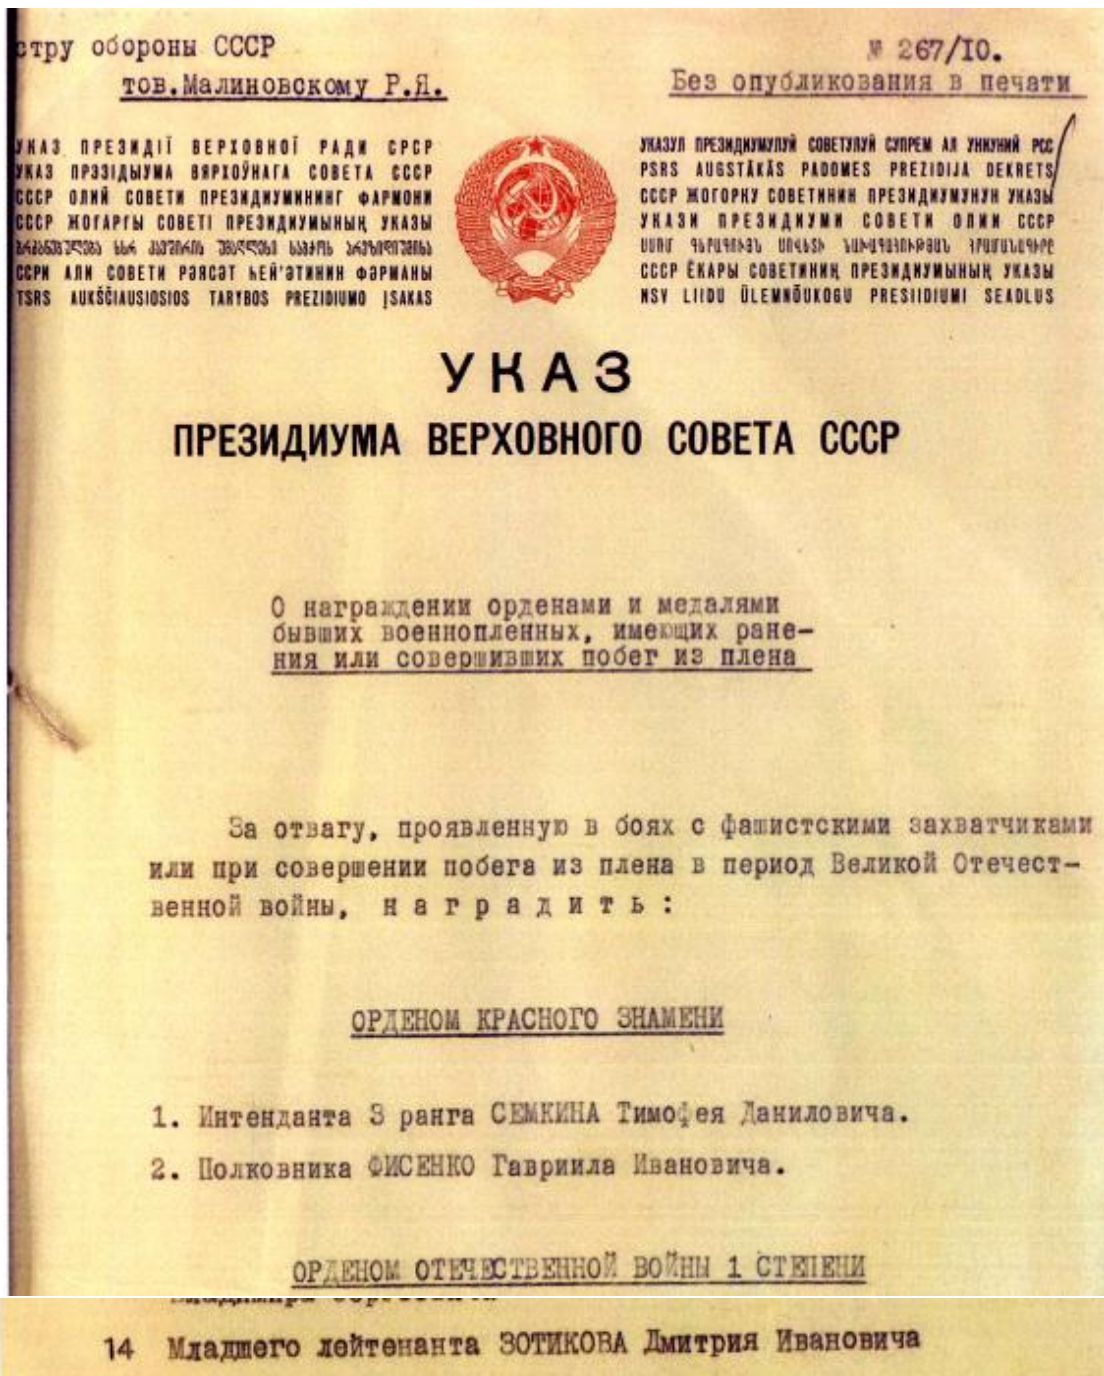 стру обороны СССР
тов.Малиновскому Р.Я.
№ 267/10.
Без опубликования в печати
УКАЗ ПРЕЗИДІЇ ВЕРХОВНОЇ РАДИ СРСР
УКАЗ ПРЭЗІДЫУМА ВЯРХОЎНАГА СОВЕТА СССР
СССР ОЛИЙ СОВЕТИ ПРЕЗИДИУМИНИНГ ФАРМОНИ
СССР ЖОГАРГЫ СОВЕТІ ПРЕЗИДИУМЫНЫҢ УКАЗЫ
ССРИ АЛИ СОВЕТИ РӘЈАСӘТ ҺЕЙ'ӘТИНИН ФӘРМАНЫ
TSRS AUKŠČIAUSIOSIOS TARYBOS PREZIDIUMO ĮSAKAS
УКАЗУЛ ПРЕЗИДИУМУЛУЙ СОВЕТУЛУЙ СУПРЕМ АЛ УНИУНИЙ РСС
PSRS AUGSTĀKĀS PADOMES PREZIDIJA DEKRETS
СССР ЖОГОРКУ СОВЕТИНИН ПРЕЗИДИУМУНУН УКАЗЫ
УКАЗИ ПРЕЗИДИУМИ СОВЕТИ ОЛИИ СССР
СССР ЁКАРЫ СОВЕТИНИҢ ПРЕЗИДИУМЫНЫҢ УКАЗЫ
NSV LIIDU ÜLEMNÕUKOGU PRESIIDIUMI SEADLUS
УКАЗ
ПРЕЗИДИУМА ВЕРХОВНОГО СОВЕТА СССР
О награждении орденами и медалями
бывших военнопленных, имеющих ране-
ния или совершивших побег из плена
За отвагу, проявленную в боях с фашистскими захватчиками
или при совершении побега из плена в период Великой Отечест-
венной войны, н а г р а д и т ь :
ОРДЕНОМ КРАСНОГО ЗНАМЕНИ
1. Интенданта 3 ранга СЕМКИНА Тимофея Даниловича.
2. Полковника ФИСЕНКО Гавриила Ивановича.
ОРДЕНОМ ОТЕЧЕСТВЕННОЙ ВОЙНЫ 1 СТЕПЕНИ
14 Младшего лейтенанта ЗОТИКОВА Дмитрия Ивановича